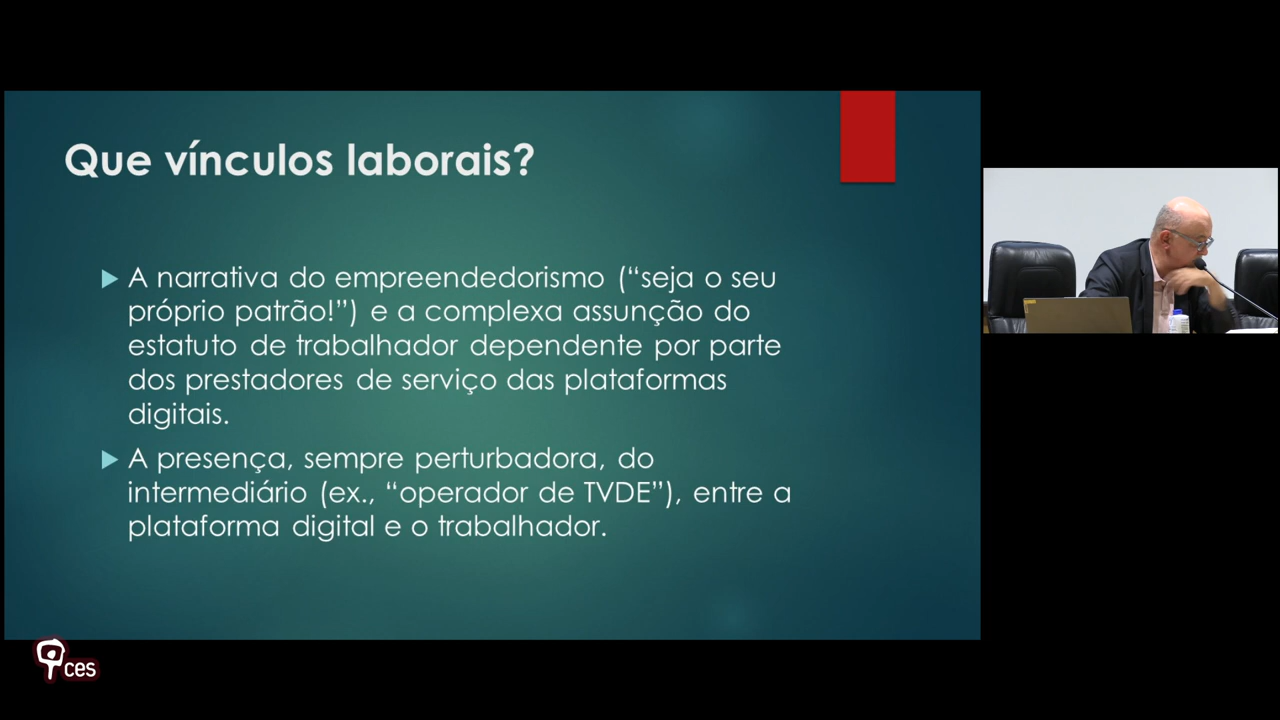 Que vínculos laborais?
A narrativa do empreendedorismo (“seja o seu
próprio patrão!”) e a complexa assunção do
estatuto de trabalhador dependente por parte
dos prestadores de serviço das plataformas
digitais.
A presença, sempre perturbadora, do
intermediário (ex., “operador de TVDE”), entre a
plataforma digital e o trabalhador.
ces